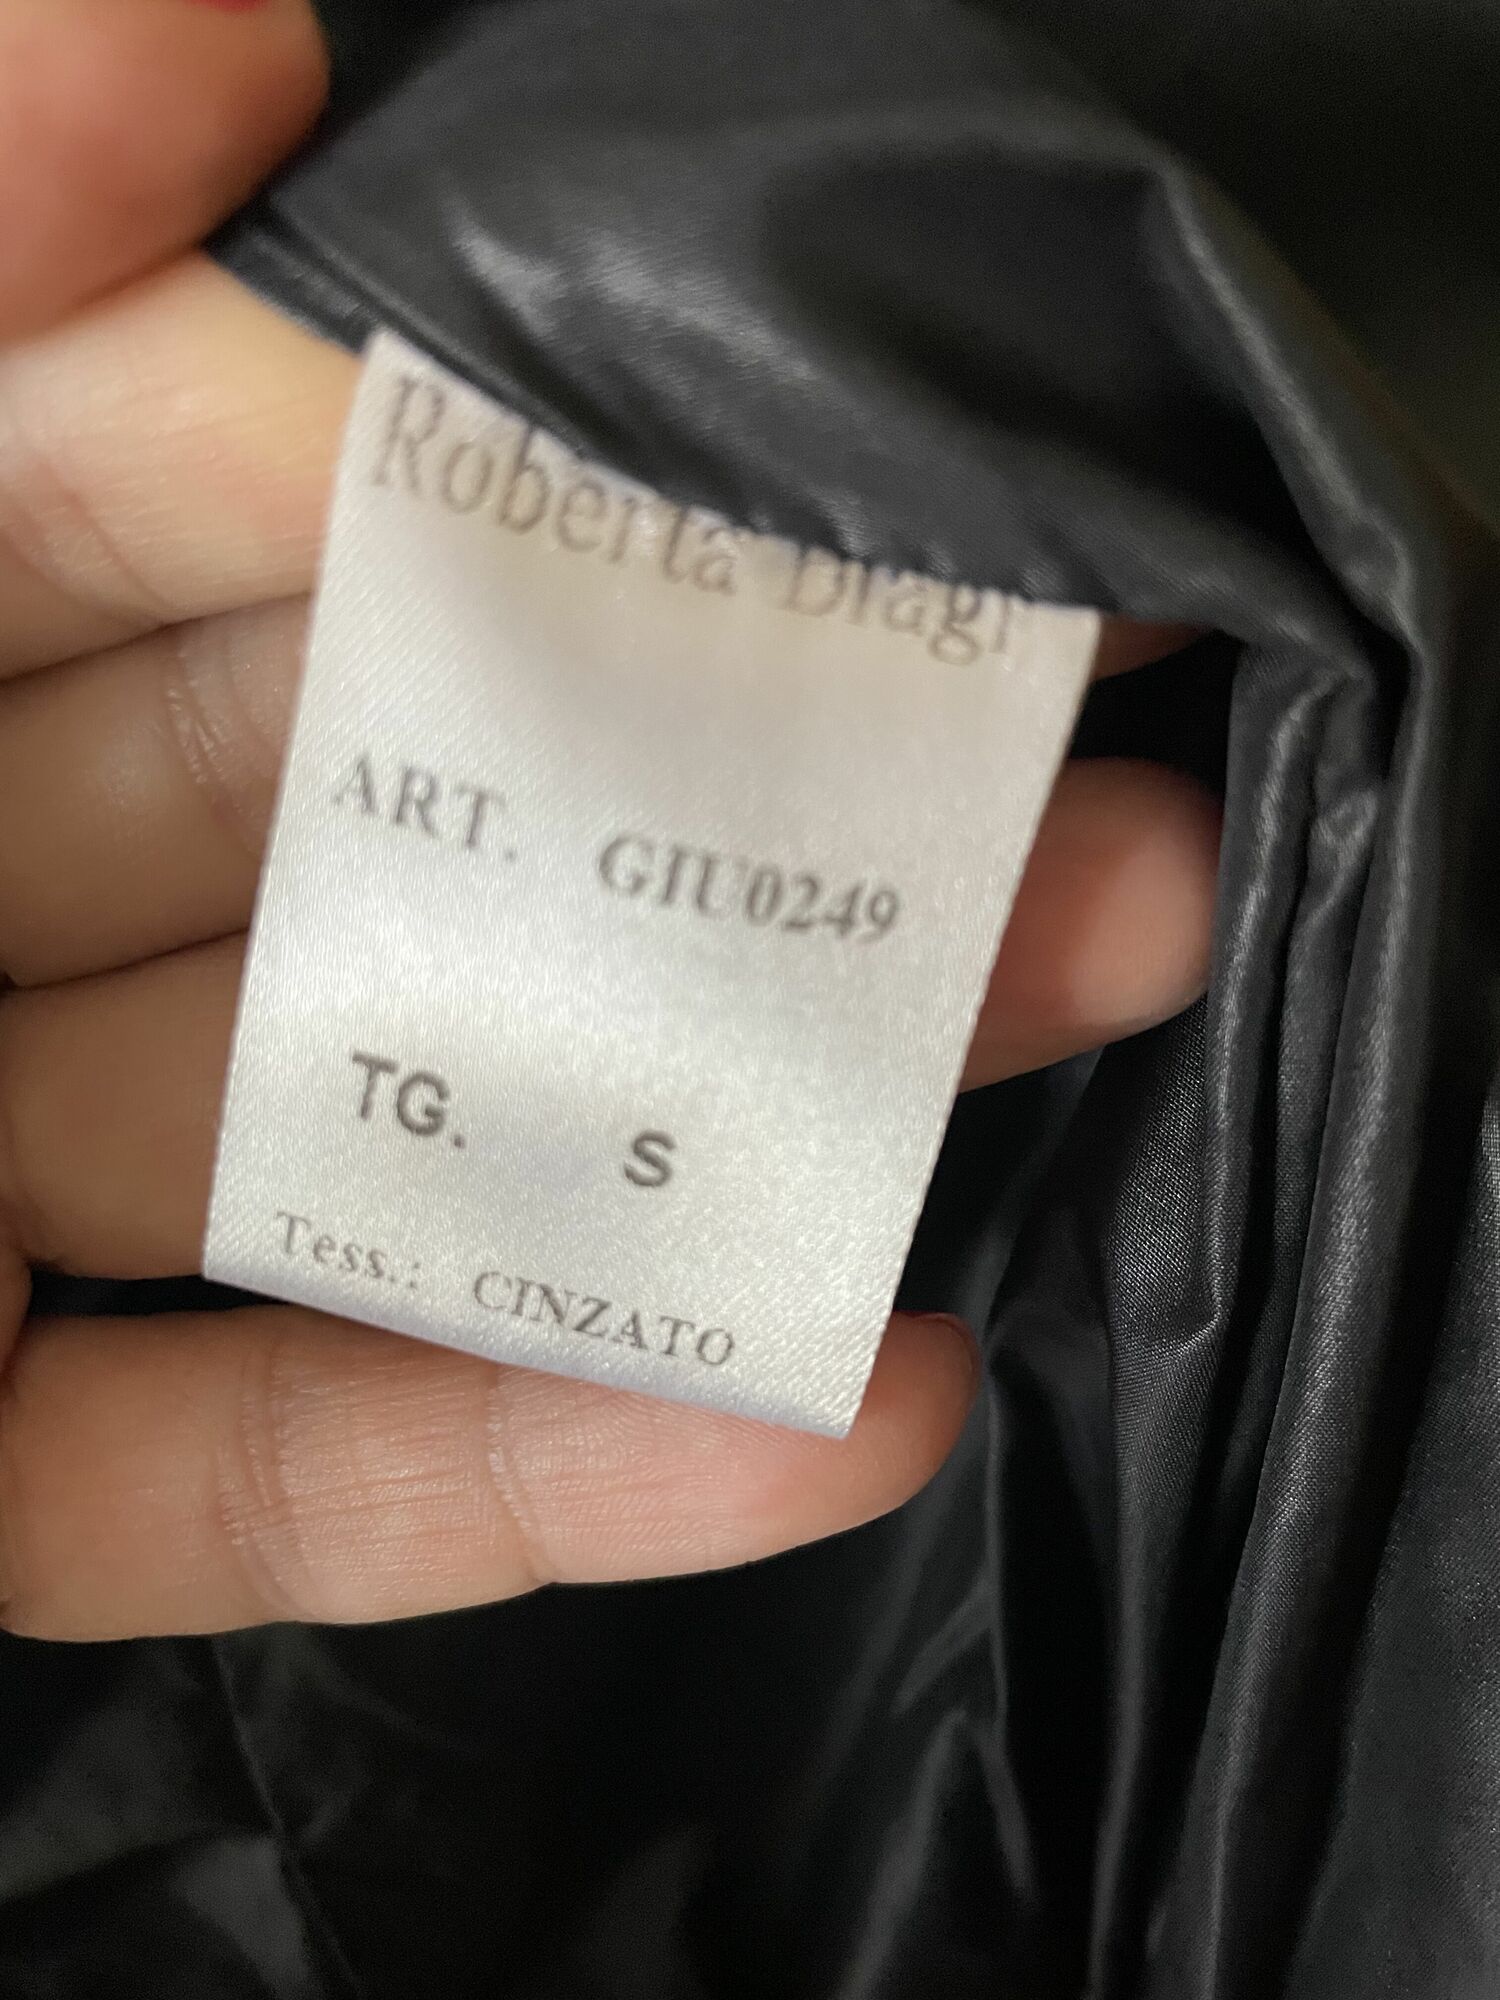 Roberta Biagi
ART. GIU0249
TG. S
Tess.: CINZATO